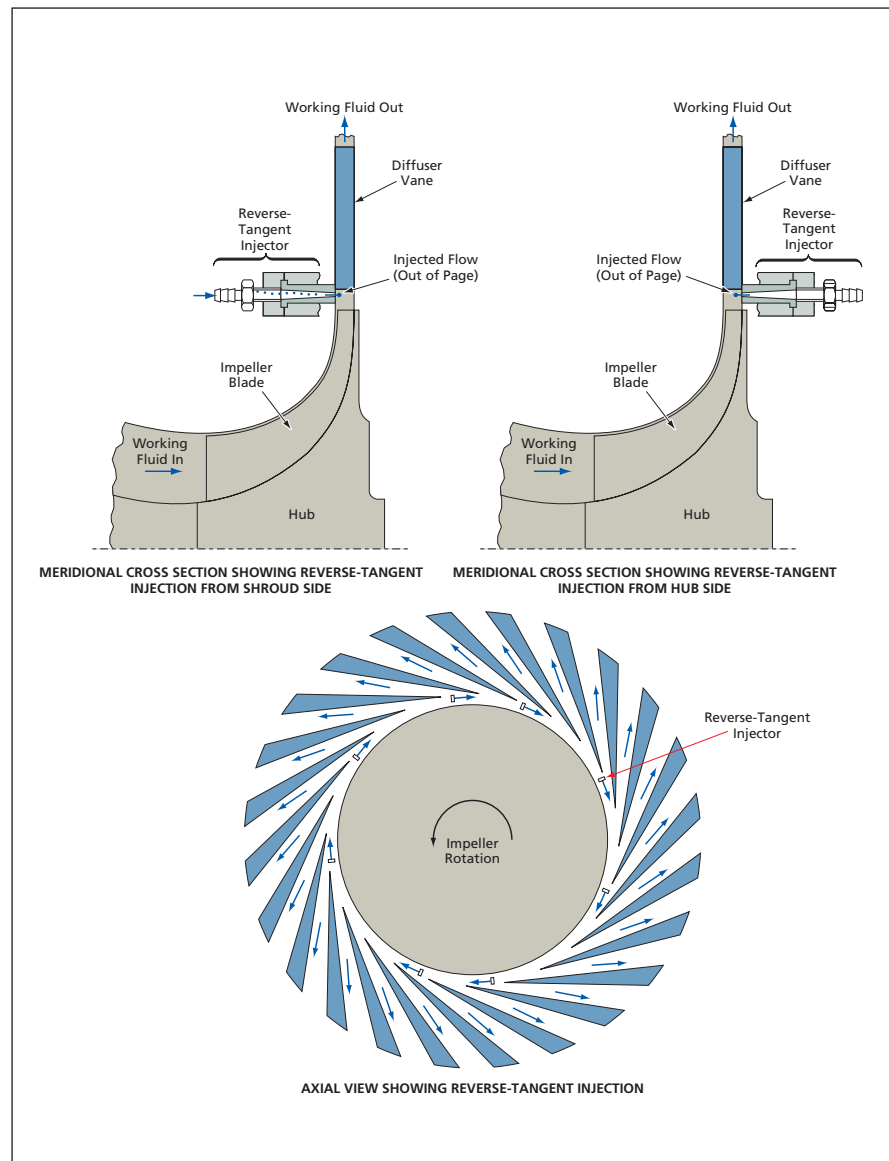 Working Fluid Out
Diffuser
Vane
Reverse-
Tangent
Injector
Injected Flow
(Out of Page)
Impeller
Blade
Working
Fluid In
Hub
MERIDIONAL CROSS SECTION SHOWING REVERSE-TANGENT
INJECTION FROM SHROUD SIDE
Working Fluid Out
Diffuser
Vane
Reverse-
Tangent
Injector
Injected Flow
(Out of Page)
Impeller
Blade
Working
Fluid In
Hub
MERIDIONAL CROSS SECTION SHOWING REVERSE-TANGENT
INJECTION FROM HUB SIDE
Reverse-Tangent
Injector
Impeller
Rotation
AXIAL VIEW SHOWING REVERSE-TANGENT INJECTION